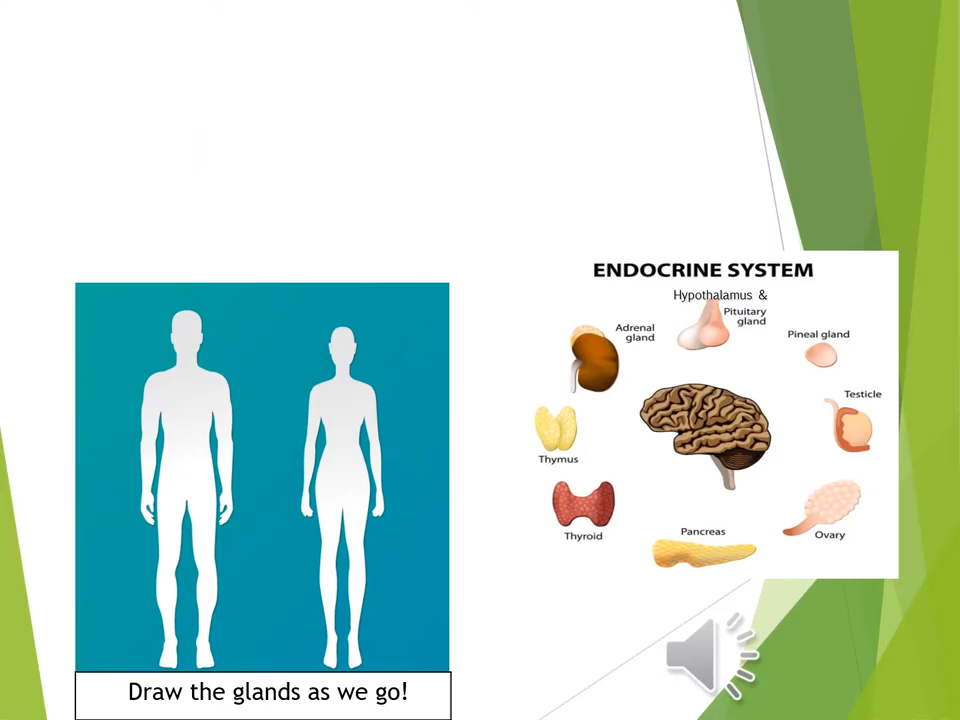 ENDOCRINE SYSTEM
Hypothalamus &
Pituitary
gland
Adrenal
gland
Pineal gland
Testicle
Thymus
Thyroid
Pancreas
Ovary
Draw the glands as we go!